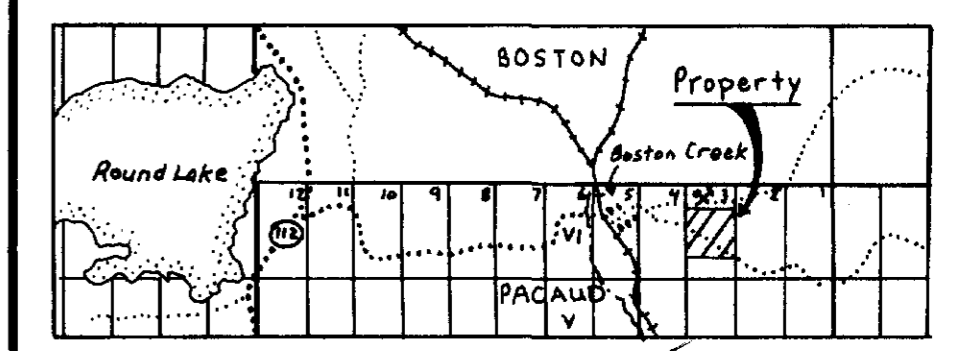 BOSTON
Property
Boston Creek
Round Lake
12 11 10 9 8 7 6 5 4 3 2 1
112
VI
PACAUD
V